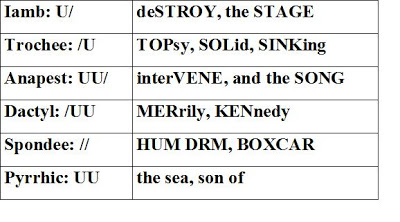 Iamb: U/ deSTROY, the STAGE
Trochee: /U TOPsy, SOLid, SINKing
Anapest: UU/ interVENE, and the SONG
Dactyl: /UU MERrily, KENnedy
Spondee: // HUM DRM, BOXCAR
Pyrrhic: UU the sea, son of